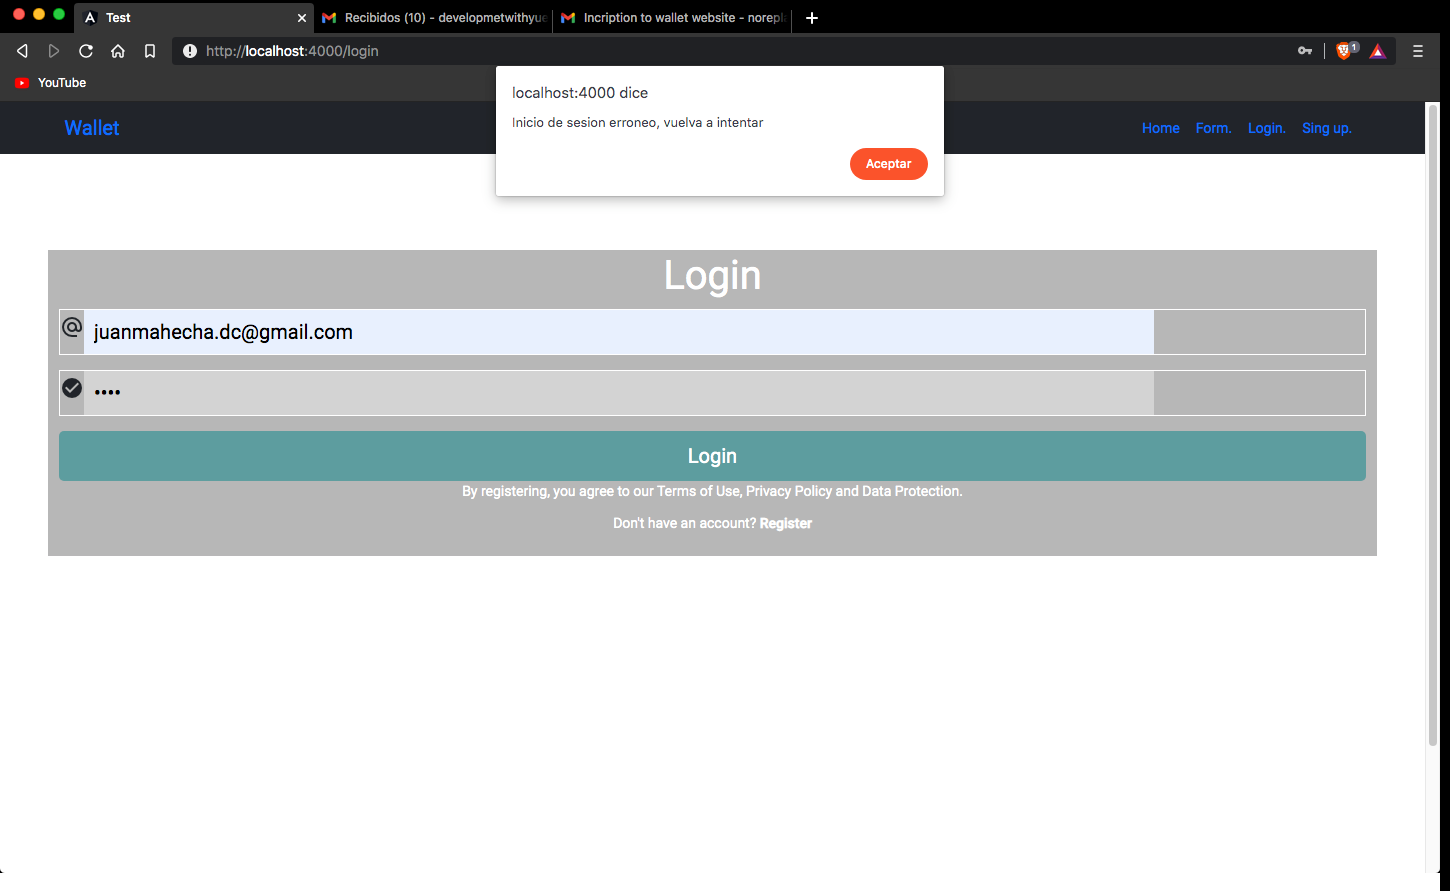 Test
Recibidos (10) - developmetwithyue
Incription to wallet website - norepl
http://localhost:4000/login
1
YouTube
localhost:4000 dice
Inicio de sesion erroneo, vuelva a intentar
Aceptar
Wallet
Home Form. Login. Sing up.
Login
juanmahecha.dc@gmail.com
••••
Login
By registering, you agree to our Terms of Use, Privacy Policy and Data Protection.
Don't have an account? Register